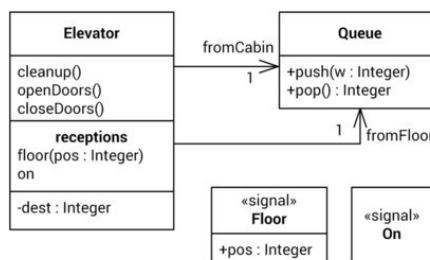 Elevator
cleanup()
openDoors()
closeDoors()
receptions
floor(pos : Integer)
on
-dest : Integer
fromCabin
1
Queue
+push(w : Integer)
+pop() : Integer
1
fromFloor
«signal»
Floor
+pos : Integer
«signal»
On